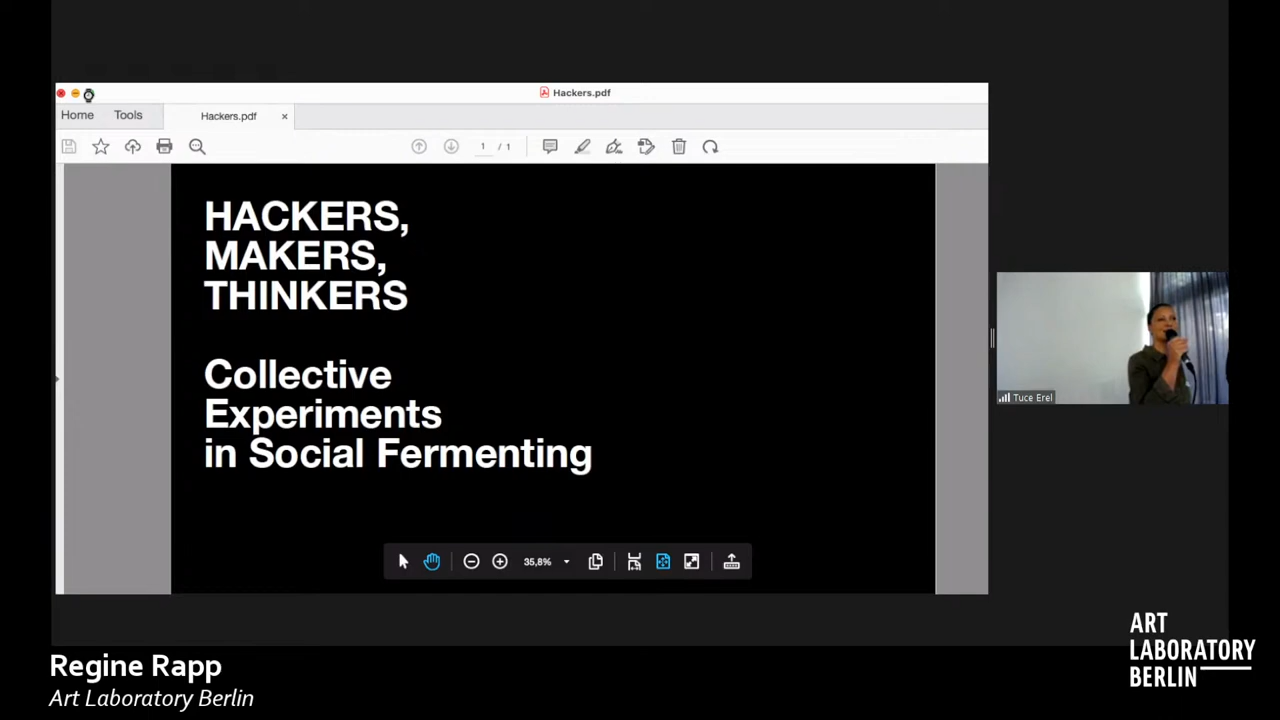 Hackers.pdf
Home
Tools
Hackers.pdf
1 / 1
HACKERS,
MAKERS,
THINKERS
Collective
Experiments
in Social Fermenting
35,8%
Tuce Erel
Regine Rapp
Art Laboratory Berlin
ART
LABORATORY
BERLIN